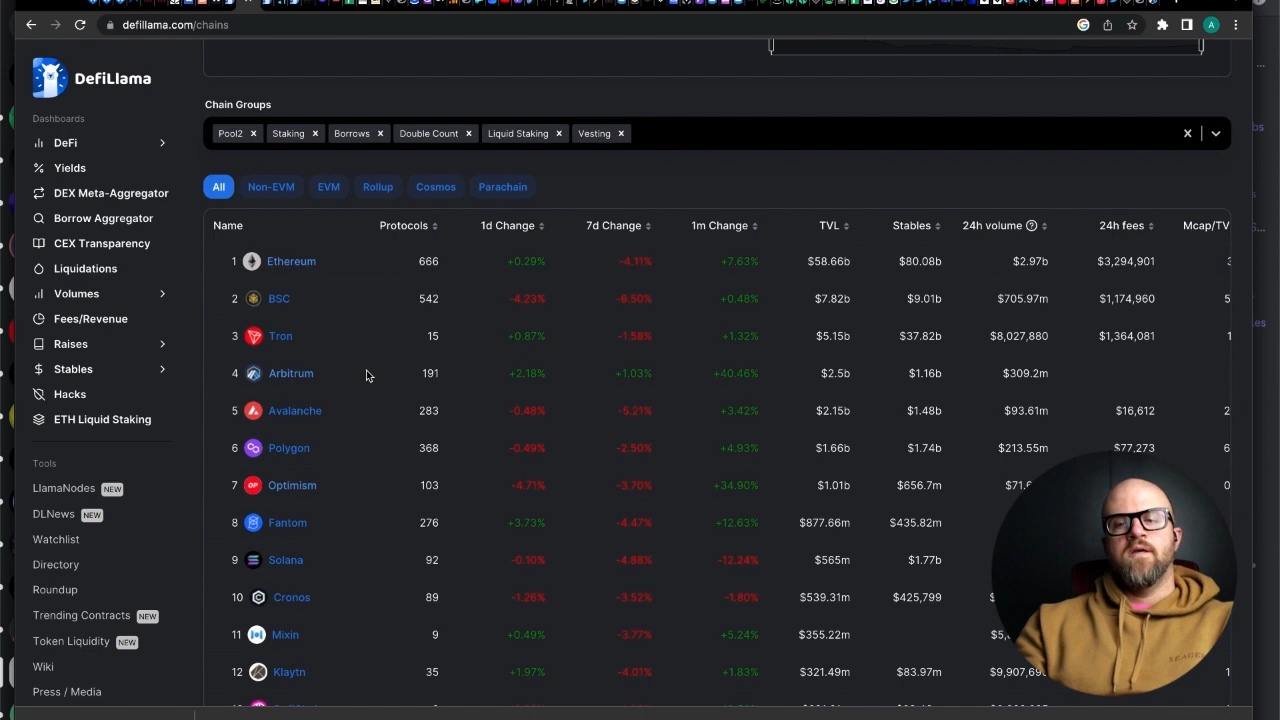 defillama.com/chains
A
DefiLlama
Dashboards
DeFi
Yields
DEX Meta-Aggregator
Borrow Aggregator
CEX Transparency
Liquidations
Volumes
Fees/Revenue
Raises
Stables
Hacks
ETH Liquid Staking
Tools
LlamaNodes NEW
DLNews NEW
Watchlist
Directory
Roundup
Trending Contracts NEW
Token Liquidity NEW
Wiki
Press / Media
Chain Groups
Pool2 Staking Borrows Double Count Liquid Staking Vesting
All Non-EVM EVM Rollup Cosmos Parachain
Name Protocols 1d Change 7d Change 1m Change TVL Stables 24h volume 24h fees Mcap/TV
1 Ethereum 666 +0.29% -4.11% +7.63% $58.66b $80.08b $2.97b $3,294,901
2 BSC 542 -4.23% -6.50% +0.48% $7.82b $9.01b $705.97m $1,174,960 5
3 Tron 15 +0.87% -1.58% +1.32% $5.15b $37.82b $8,027,880 $1,364,081 1
4 Arbitrum 191 +2.18% +1.03% +40.46% $2.5b $1.16b $309.2m
5 Avalanche 283 -0.48% -5.21% +3.42% $2.15b $1.48b $93.61m $16,612 2
6 Polygon 368 -0.49% -2.50% +4.93% $1.66b $1.74b $213.55m $77,273 6
7 OP Optimism 103 -4.71% -3.70% +34.90% $1.01b $656.7m $71.6 0
8 Fantom 276 +3.73% -4.47% +12.63% $877.66m $435.82m
9 Solana 92 -0.10% -4.88% -12.24% $565m $1.77b
10 Cronos 89 -1.26% -3.52% -1.80% $539.31m $425,799
11 Mixin 9 +0.49% -3.77% +5.24% $355.22m
12 Klaytn 35 +1.97% -4.01% +1.83% $321.49m $83.97m $9,907,69 1